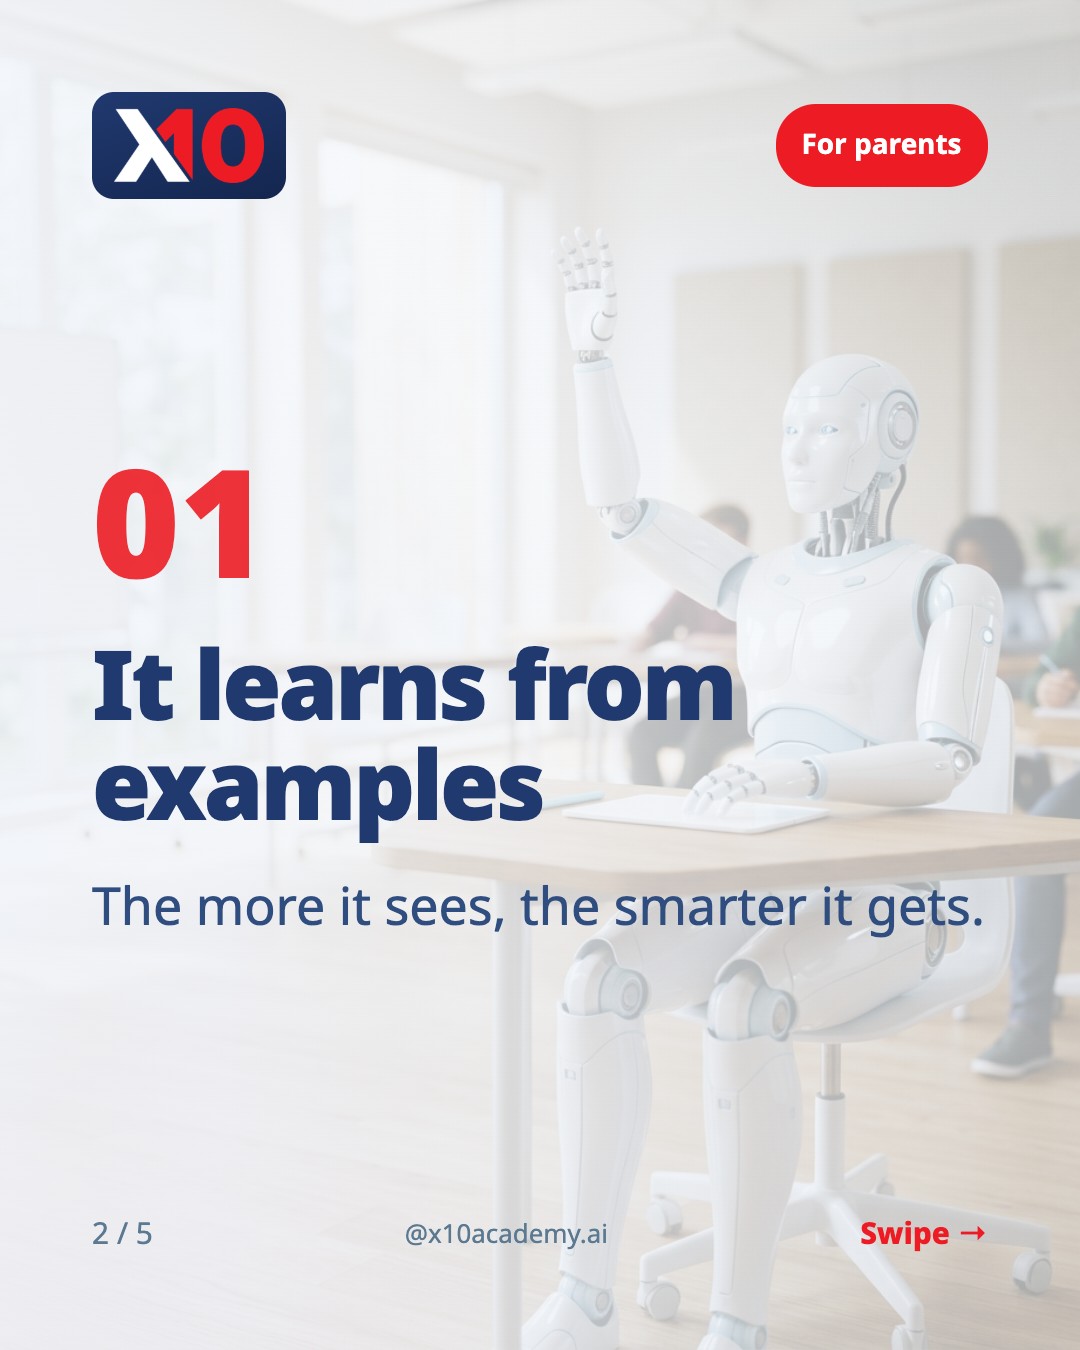 X10
For parents
01
It learns from
examples
The more it sees, the smarter it gets.
2 / 5
@x10academy.ai
Swipe →